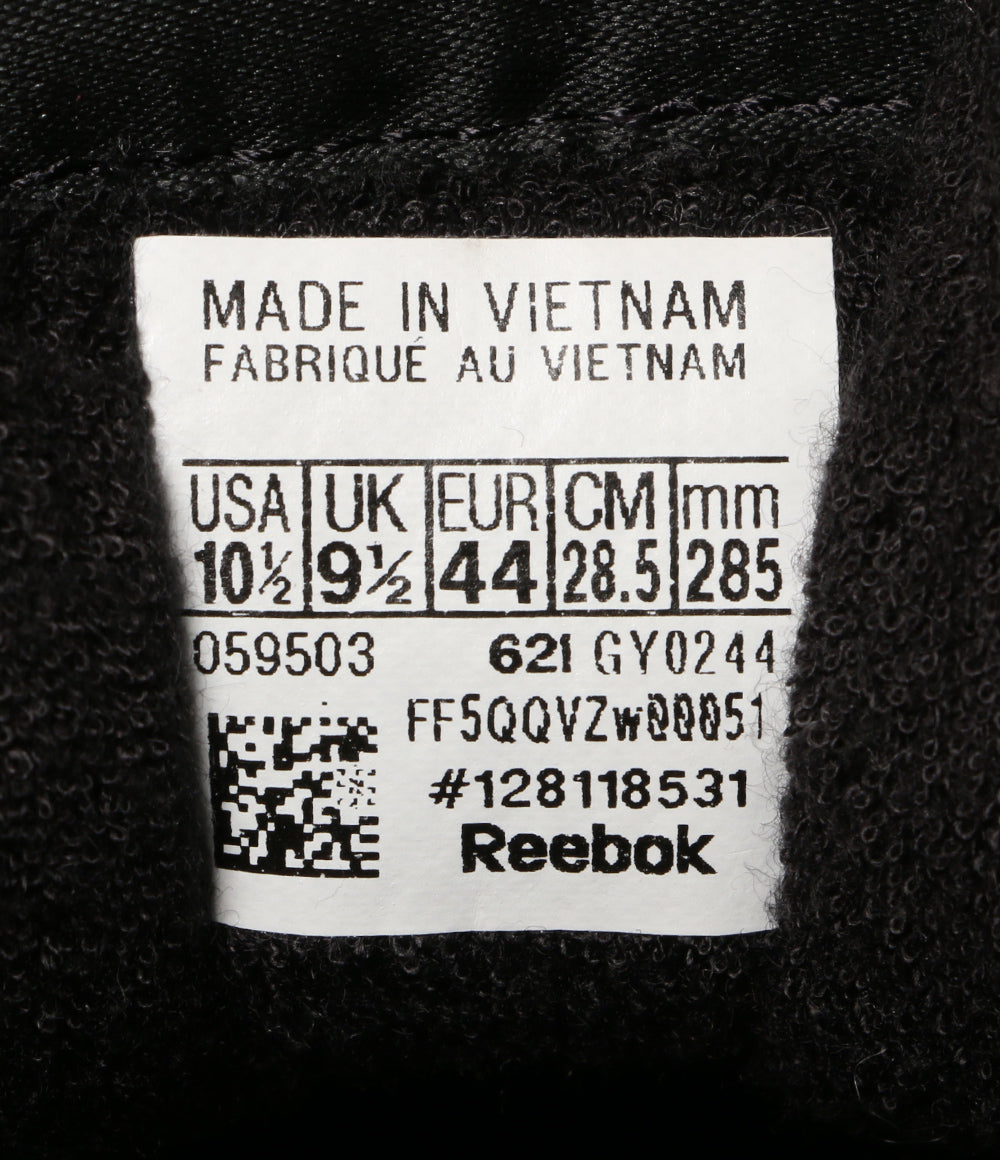 MADE IN VIETNAM
FABRIQUÉ AU VIETNAM
USA UK EUR CM mm
10½ 9½ 44 28.5 285
059503 621 GY0244
FF5QQVZw00051
#128118531
Reebok